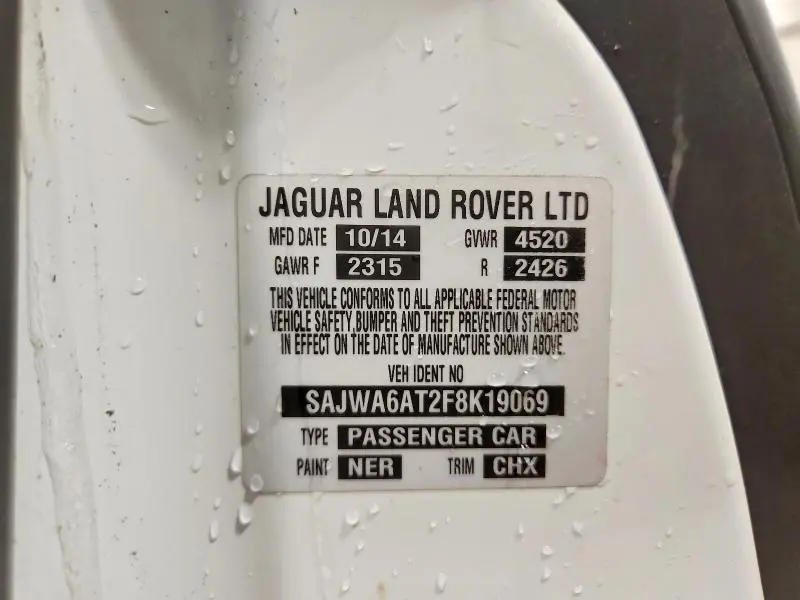 JAGUAR LAND ROVER LTD
MFD DATE 10/14 GVWR 4520
GAWR F 2315 R 2426
THIS VEHICLE CONFORMS TO ALL APPLICABLE FEDERAL MOTOR
VEHICLE SAFETY,BUMPER AND THEFT PREVENTION STANDARDS
IN EFFECT ON THE DATE OF MANUFACTURE SHOWN ABOVE.
VEH IDENT NO
SAJWA6AT2F8K19069
TYPE PASSENGER CAR
PAINT NER TRIM CHX